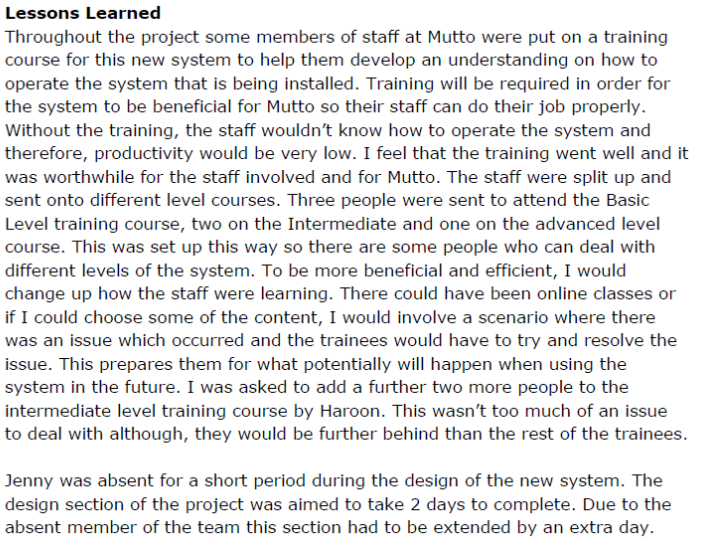 Lessons Learned
Throughout the project some members of staff at Mutto were put on a training
course for this new system to help them develop an understanding on how to
operate the system that is being installed. Training will be required in order for
the system to be beneficial for Mutto so their staff can do their job properly.
Without the training, the staff wouldn’t know how to operate the system and
therefore, productivity would be very low. I feel that the training went well and it
was worthwhile for the staff involved and for Mutto. The staff were split up and
sent onto different level courses. Three people were sent to attend the Basic
Level training course, two on the Intermediate and one on the advanced level
course. This was set up this way so there are some people who can deal with
different levels of the system. To be more beneficial and efficient, I would
change up how the staff were learning. There could have been online classes or
if I could choose some of the content, I would involve a scenario where there
was an issue which occurred and the trainees would have to try and resolve the
issue. This prepares them for what potentially will happen when using the
system in the future. I was asked to add a further two more people to the
intermediate level training course by Haroon. This wasn’t too much of an issue
to deal with although, they would be further behind than the rest of the trainees.
Jenny was absent for a short period during the design of the new system. The
design section of the project was aimed to take 2 days to complete. Due to the
absent member of the team this section had to be extended by an extra day.